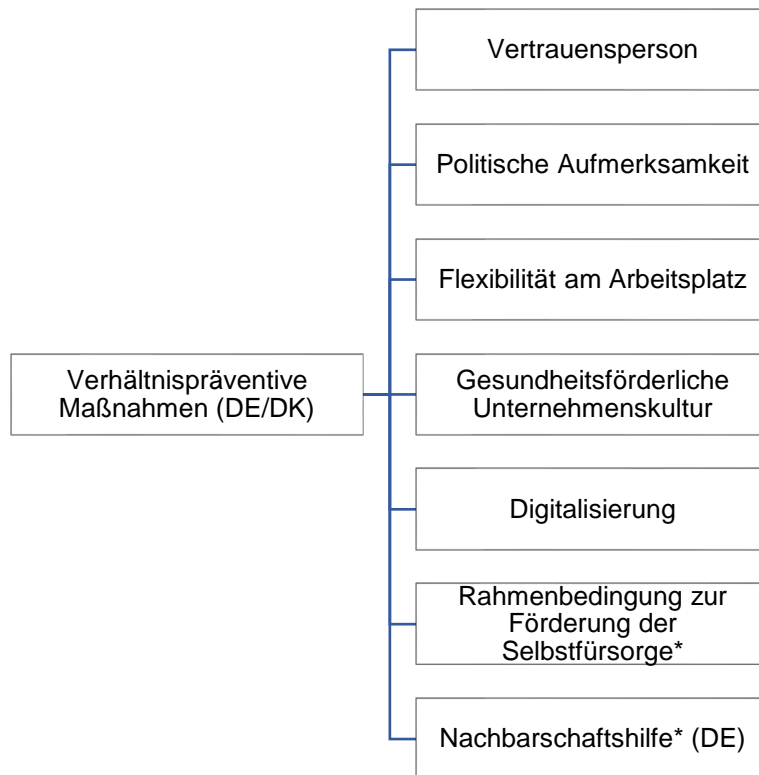 Vertrauensperson
Politische Aufmerksamkeit
Flexibilität am Arbeitsplatz
Verhältnispräventive
Maßnahmen (DE/DK)
Gesundheitsförderliche
Unternehmenskultur
Digitalisierung
Rahmenbedingung zur
Förderung der
Selbstfürsorge*
Nachbarschaftshilfe* (DE)